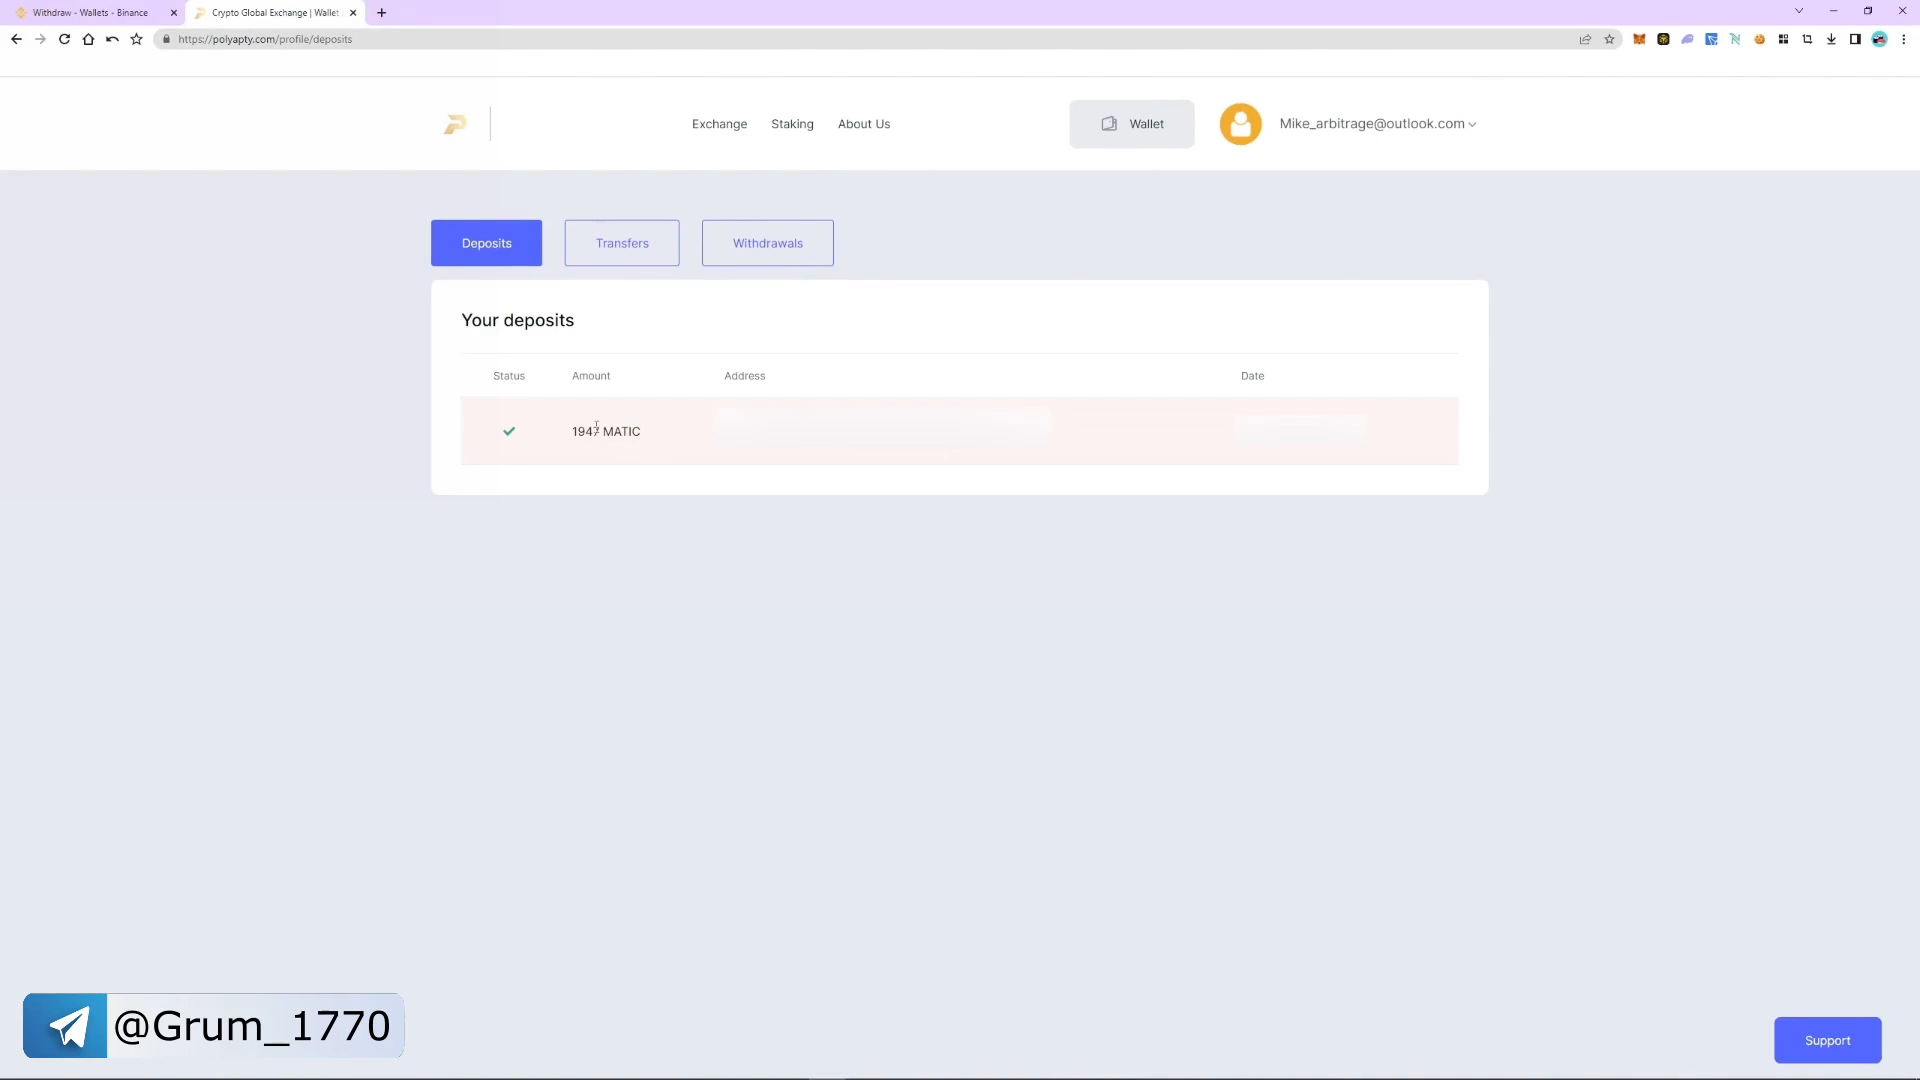 Withdraw - Wallets - Binance
Crypto Global Exchange | Wallet
https://polyapty.com/profile/deposits
Exchange
Staking
About Us
Wallet
Mike_arbitrage@outlook.com
Deposits
Transfers
Withdrawals
Your deposits
Status
Amount
Address
Date
1947 MATIC
@Grum_1770
Support